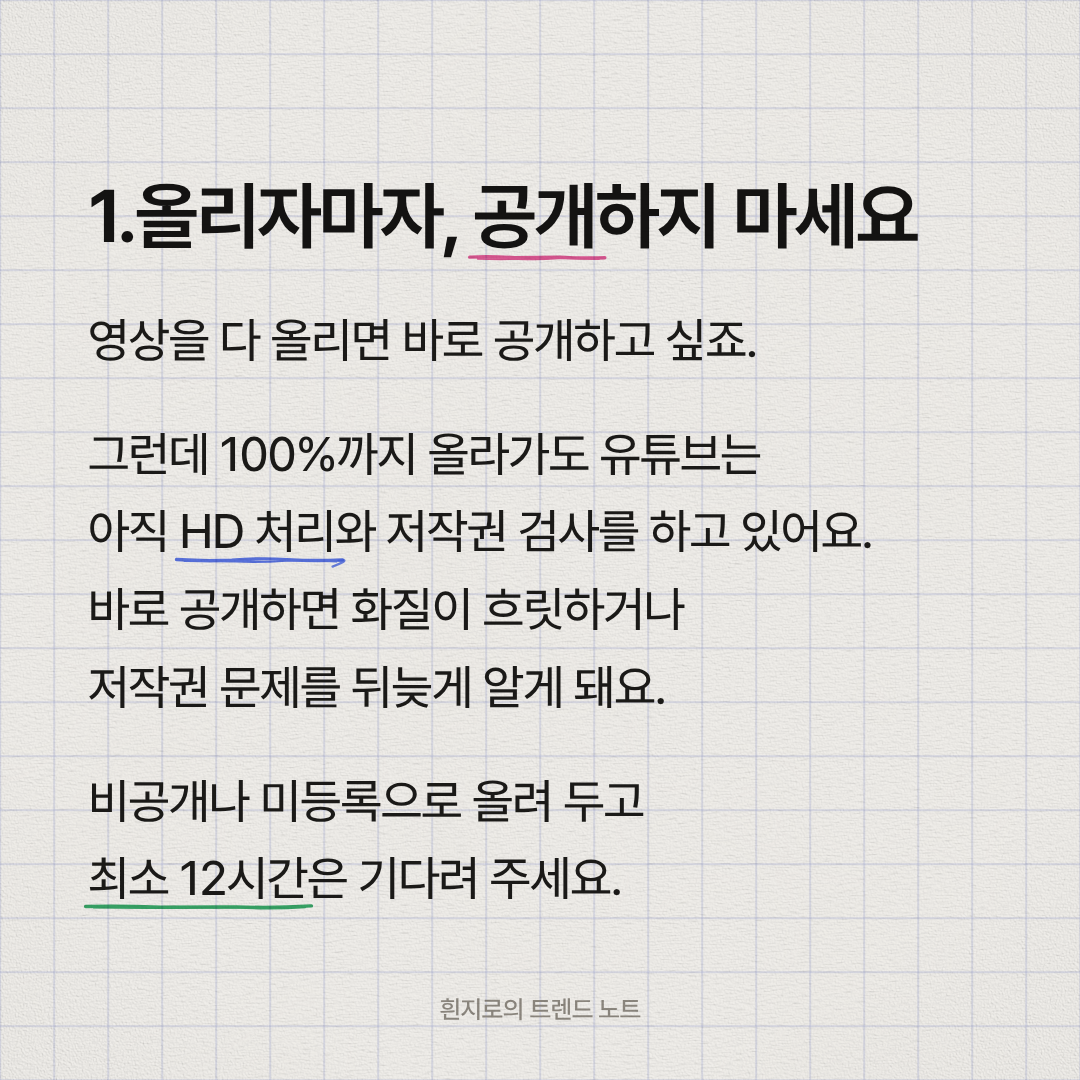 1.올리자마자, 공개하지 마세요
영상을 다 올리면 바로 공개하고 싶죠.
그런데 100%까지 올라가도 유튜브는
아직 HD 처리와 저작권 검사를 하고 있어요.
바로 공개하면 화질이 흐릿하거나
저작권 문제를 뒤늦게 알게 돼요.
비공개나 미등록으로 올려 두고
최소 12시간은 기다려 주세요.
흰지로의 트렌드 노트